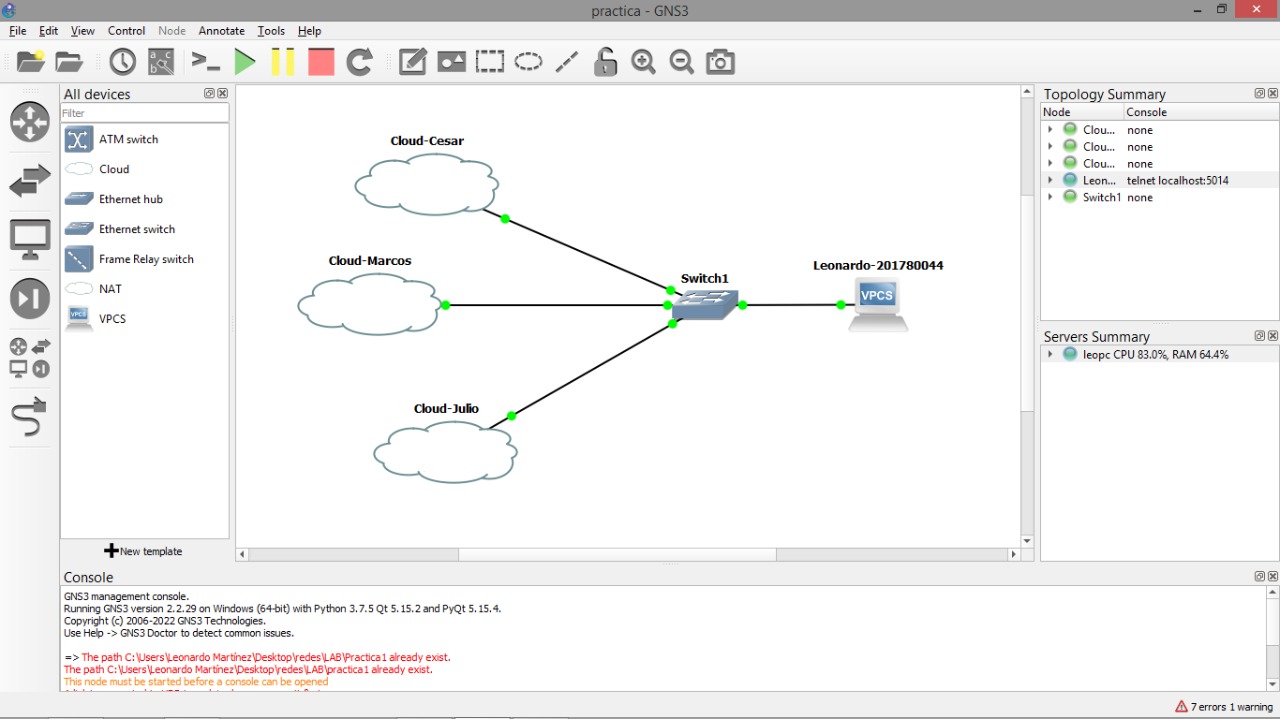 practica - GNS3
File Edit View Control Node Annotate Tools Help
All devices
Filter
ATM switch
Cloud
Ethernet hub
Ethernet switch
Frame Relay switch
NAT
VPCS
New template
Cloud-Cesar
Cloud-Marcos
Switch1
Leonardo-201780044
VPCS
Cloud-Julio
Topology Summary
Node Console
Clou... none
Clou... none
Clou... none
Leon... telnet localhost:5014
Switch1 none
Servers Summary
leopc CPU 83.0%, RAM 64.4%
Console
GNS3 management console.
Running GNS3 version 2.2.29 on Windows (64-bit) with Python 3.7.5 Qt 5.15.2 and PyQt 5.15.4.
Copyright (c) 2006-2022 GNS3 Technologies.
Use Help -> GNS3 Doctor to detect common issues.
=> The path C:\Users\Leonardo Martínez\Desktop\redes\LAB\Practica1 already exist.
The path C:\Users\Leonardo Martínez\Desktop\redes\LAB\practica1 already exist.
This node must be started before a console can be opened
7 errors 1 warning